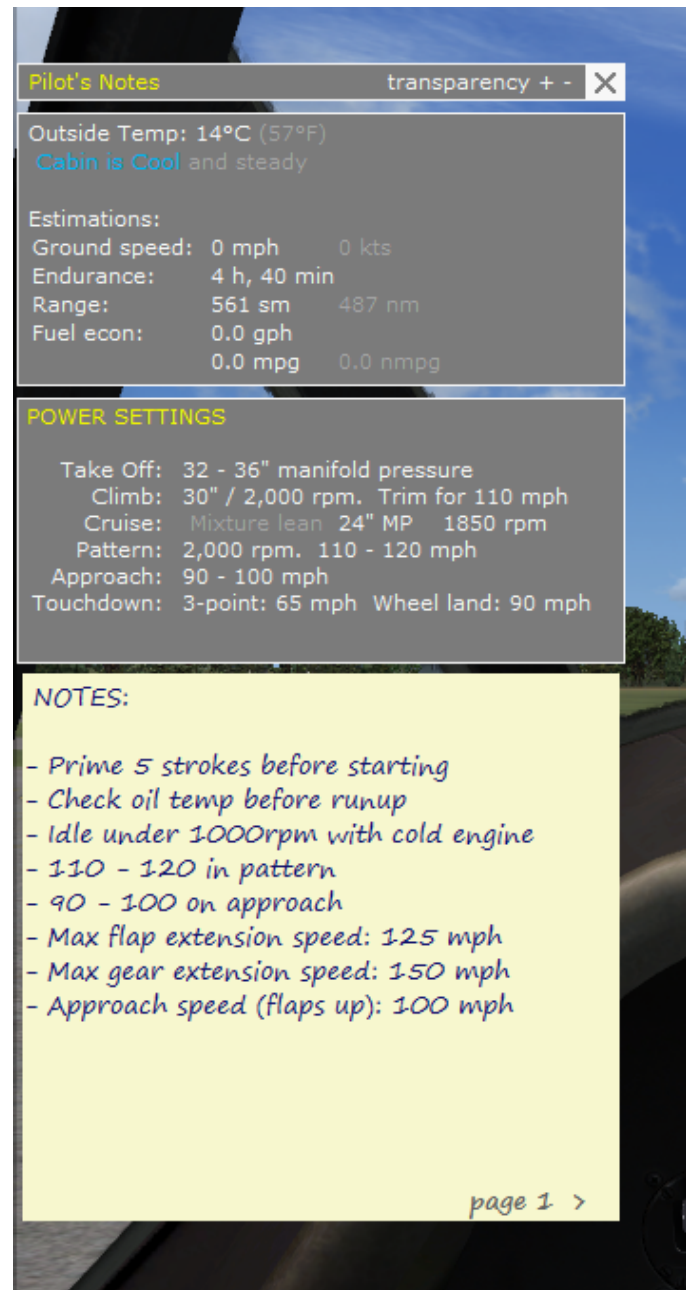 Pilot's Notes transparency + - X
Outside Temp: 14°C (57°F)
Cabin is Cool and steady
Estimations:
Ground speed: 0 mph 0 kts
Endurance: 4 h, 40 min
Range: 561 sm 487 nm
Fuel econ: 0.0 gph
0.0 mpg 0.0 nmpg
POWER SETTINGS
Take Off: 32 - 36" manifold pressure
Climb: 30" / 2,000 rpm. Trim for 110 mph
Cruise: Mixture lean 24" MP 1850 rpm
Pattern: 2,000 rpm. 110 - 120 mph
Approach: 90 - 100 mph
Touchdown: 3-point: 65 mph Wheel land: 90 mph
NOTES:
- Prime 5 strokes before starting
- Check oil temp before runup
- Idle under 1000rpm with cold engine
- 110 - 120 in pattern
- 90 - 100 on approach
- Max flap extension speed: 125 mph
- Max gear extension speed: 150 mph
- Approach speed (flaps up): 100 mph
page 1 >